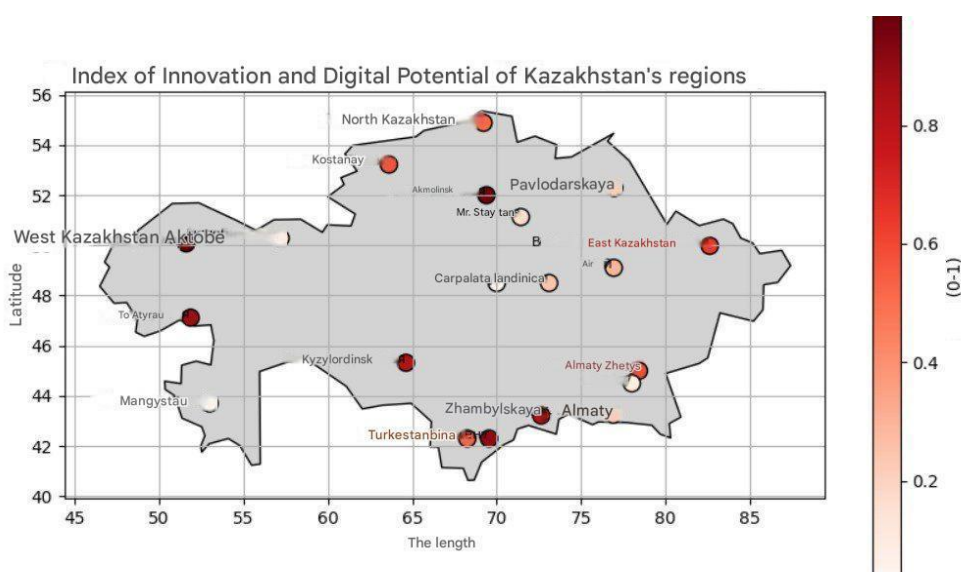 Index of Innovation and Digital Potential of Kazakhstan's regions
56
54
52
50
48
46
44
42
40
Latitude
North Kazakhstan
Kostanay
Akmolinsk
Pavlodarskaya
Mr. Stay tans
West Kazakhstan Aktobe
B
East Kazakhstan
Air
Carpalata landinica
To Atyrau
Kyzylordinsk
Almaty Zhetys
Mangystau
Zhambylskaya
Almaty
Turkestanbina
45
50
55
60
65
70
75
80
85
The length
0.8
0.6
0.4
0.2
(0-1)